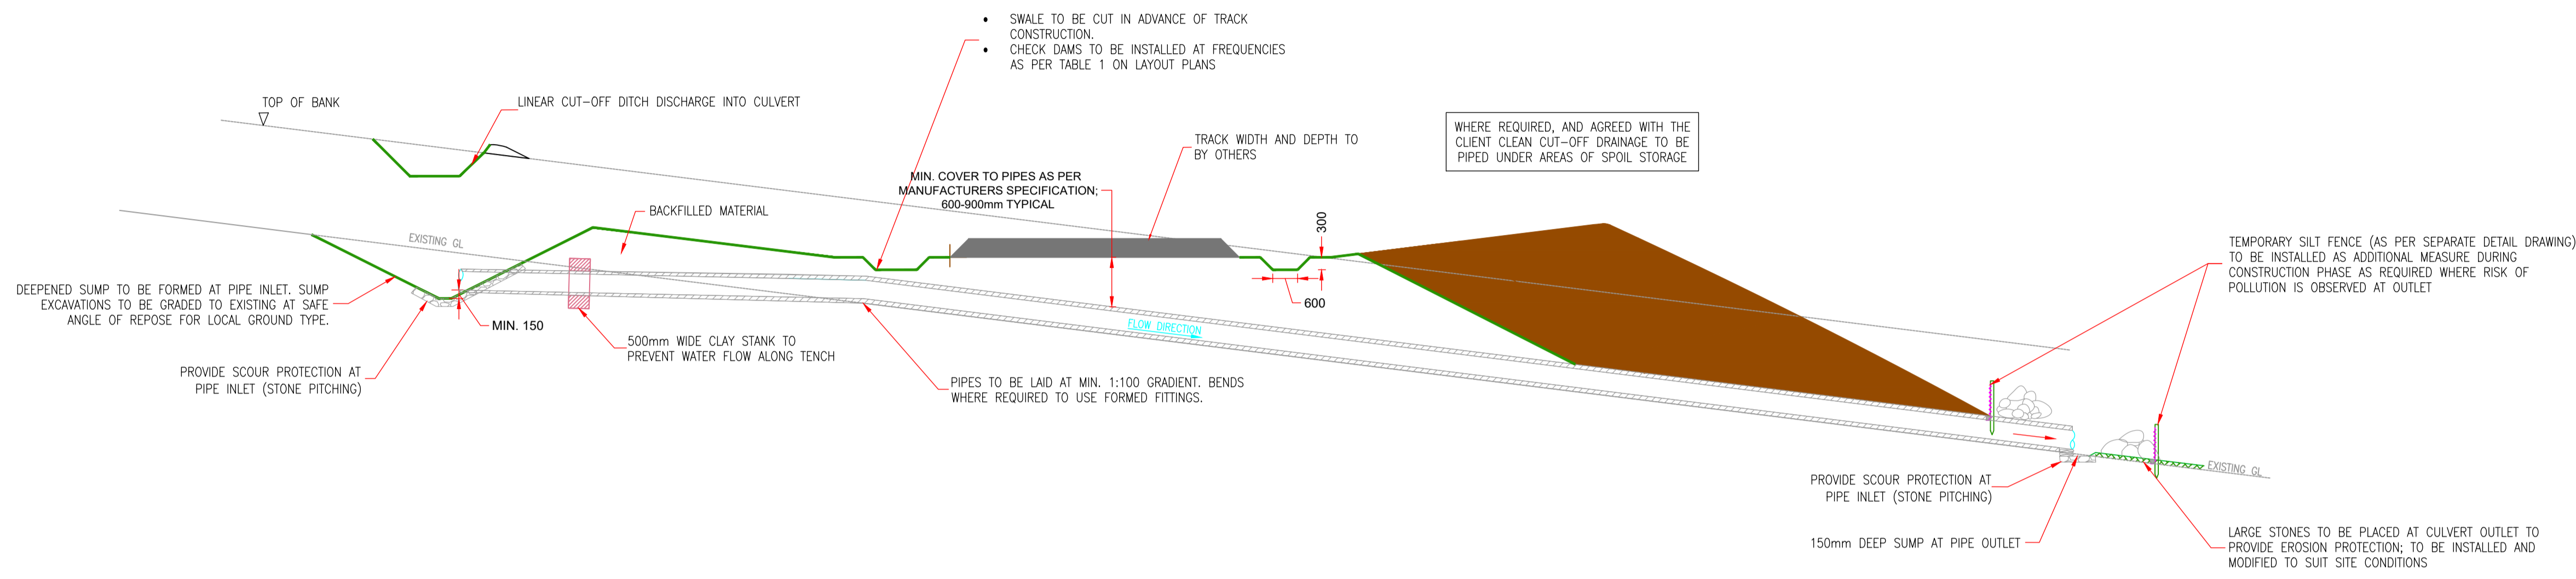 • SWALE TO BE CUT IN ADVANCE OF TRACK
CONSTRUCTION.
• CHECK DAMS TO BE INSTALLED AT FREQUENCIES
AS PER TABLE 1 ON LAYOUT PLANS
TOP OF BANK
LINEAR CUT-OFF DITCH DISCHARGE INTO CULVERT
TRACK WIDTH AND DEPTH TO
BY OTHERS
WHERE REQUIRED, AND AGREED WITH THE
CLIENT CLEAN CUT-OFF DRAINAGE TO BE
PIPED UNDER AREAS OF SPOIL STORAGE
MIN. COVER TO PIPES AS PER
MANUFACTURERS SPECIFICATION;
600-900mm TYPICAL
BACKFILLED MATERIAL
EXISTING GL
300
600
TEMPORARY SILT FENCE (AS PER SEPARATE DETAIL DRAWING)
TO BE INSTALLED AS ADDITIONAL MEASURE DURING
CONSTRUCTION PHASE AS REQUIRED WHERE RISK OF
POLLUTION IS OBSERVED AT OUTLET
DEEPENED SUMP TO BE FORMED AT PIPE INLET. SUMP
EXCAVATIONS TO BE GRADED TO EXISTING AT SAFE
ANGLE OF REPOSE FOR LOCAL GROUND TYPE.
MIN. 150
FLOW DIRECTION
500mm WIDE CLAY STANK TO
PREVENT WATER FLOW ALONG TENCH
PROVIDE SCOUR PROTECTION AT
PIPE INLET (STONE PITCHING)
PIPES TO BE LAID AT MIN. 1:100 GRADIENT. BENDS
WHERE REQUIRED TO USE FORMED FITTINGS.
EXISTING GL
PROVIDE SCOUR PROTECTION AT
PIPE INLET (STONE PITCHING)
150mm DEEP SUMP AT PIPE OUTLET
LARGE STONES TO BE PLACED AT CULVERT OUTLET TO
PROVIDE EROSION PROTECTION; TO BE INSTALLED AND
MODIFIED TO SUIT SITE CONDITIONS